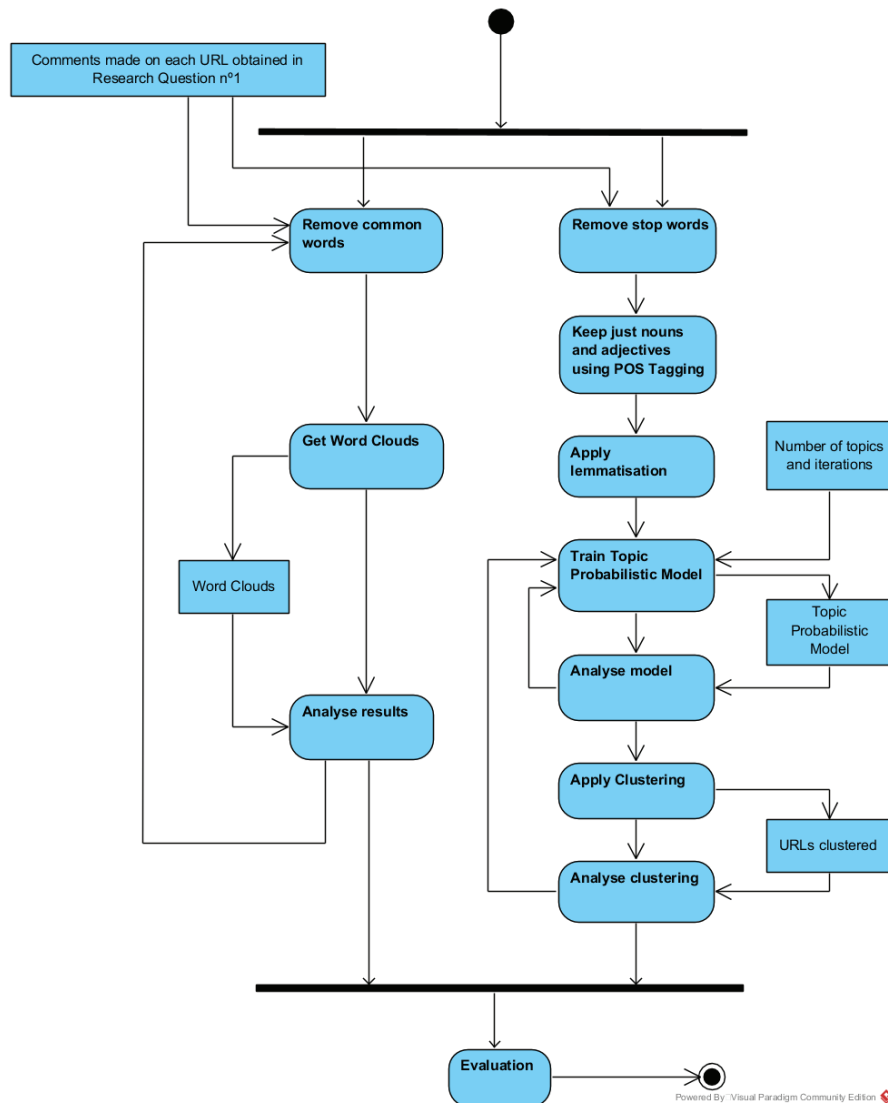 Comments made on each URL obtained in
Research Question nº1
Remove common
words
Remove stop words
Keep just nouns
and adjectives
using POS Tagging
Get Word Clouds
Apply
lemmatisation
Number of topics
and iterations
Word Clouds
Train Topic
Probabilistic Model
Topic
Probabilistic
Model
Analyse model
Analyse results
Apply Clustering
URLs clustered
Analyse clustering
Evaluation
Powered By Visual Paradigm Community Edition